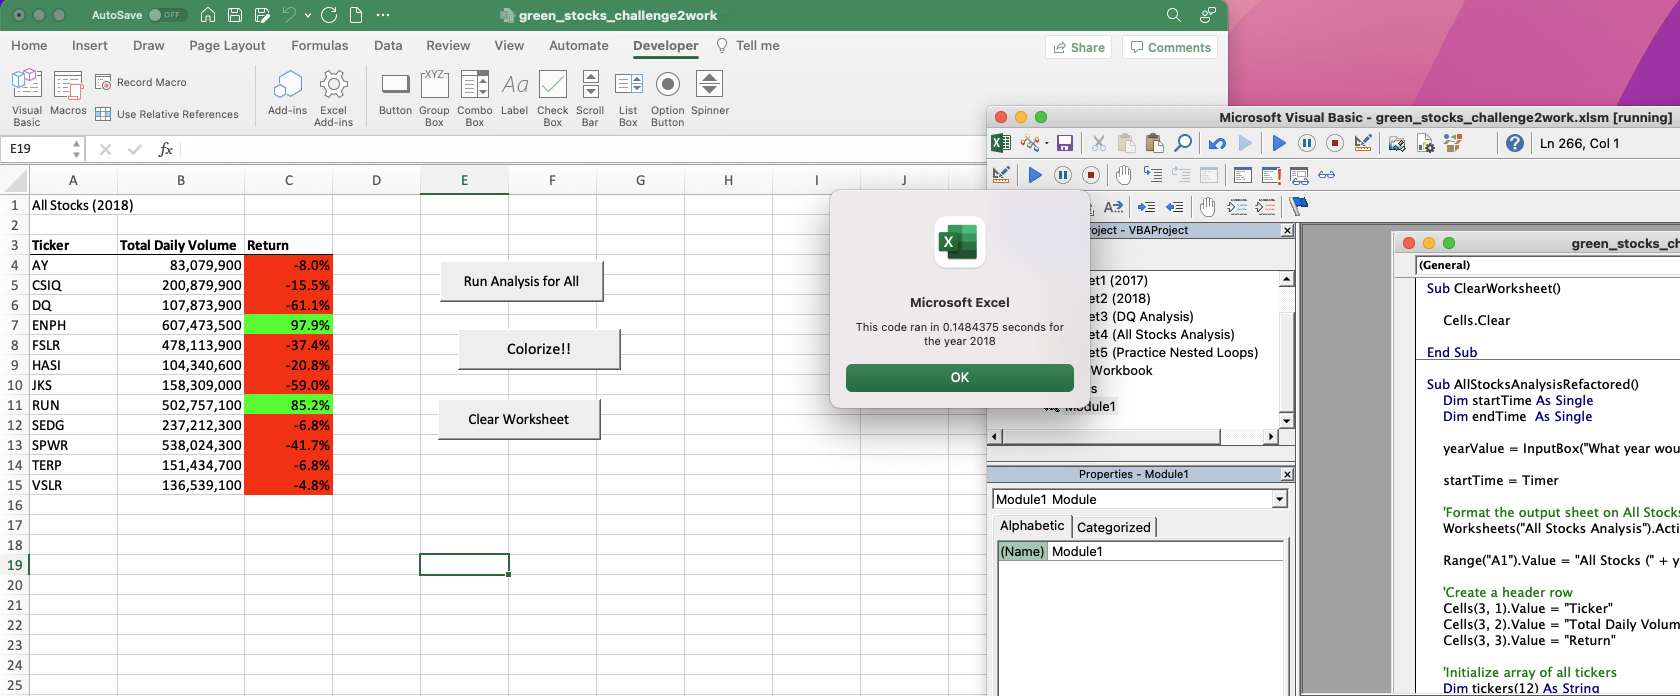 AutoSave OFF
green_stocks_challenge2work
Home Insert Draw Page Layout Formulas Data Review View Automate Developer Tell me
Share Comments
Visual Basic
Macros
Record Macro
Use Relative References
Add-ins
Excel Add-ins
Button
Group Box
Combo Box
Label
Check Box
Scroll Bar
List Box
Option Button
Spinner
E19 fx
A B C D E F G H I J
1 All Stocks (2018)
2
3 Ticker Total Daily Volume Return
4 AY 83,079,900 -8.0%
5 CSIQ 200,879,900 -15.5%
6 DQ 107,873,900 -61.1%
7 ENPH 607,473,500 97.9%
8 FSLR 478,113,900 -37.4%
9 HASI 104,340,600 -20.8%
10 JKS 158,309,000 -59.0%
11 RUN 502,757,100 85.2%
12 SEDG 237,212,300 -6.8%
13 SPWR 538,024,300 -41.7%
14 TERP 151,434,700 -6.8%
15 VSLR 136,539,100 -4.8%
16
17
18
19
20
21
22
23
24
25
Run Analysis for All
Colorize!!
Clear Worksheet
Microsoft Excel
This code ran in 0.1484375 seconds for
the year 2018
OK
Microsoft Visual Basic - green_stocks_challenge2work.xlsm [running]
Ln 266, Col 1
oject - VBAProject
et1 (2017)
et2 (2018)
et3 (DQ Analysis)
et4 (All Stocks Analysis)
et5 (Practice Nested Loops)
Workbook
s
Module1
Properties - Module1
Module1 Module
Alphabetic Categorized
(Name) Module1
green_stocks_ch
(General)
Sub ClearWorksheet()
Cells.Clear
End Sub
Sub AllStocksAnalysisRefactored()
Dim startTime As Single
Dim endTime As Single
yearValue = InputBox("What year wou
startTime = Timer
'Format the output sheet on All Stocks
Worksheets("All Stocks Analysis").Acti
Range("A1").Value = "All Stocks (" + y
'Create a header row
Cells(3, 1).Value = "Ticker"
Cells(3, 2).Value = "Total Daily Volum
Cells(3, 3).Value = "Return"
'Initialize array of all tickers
Dim tickers(12) As String